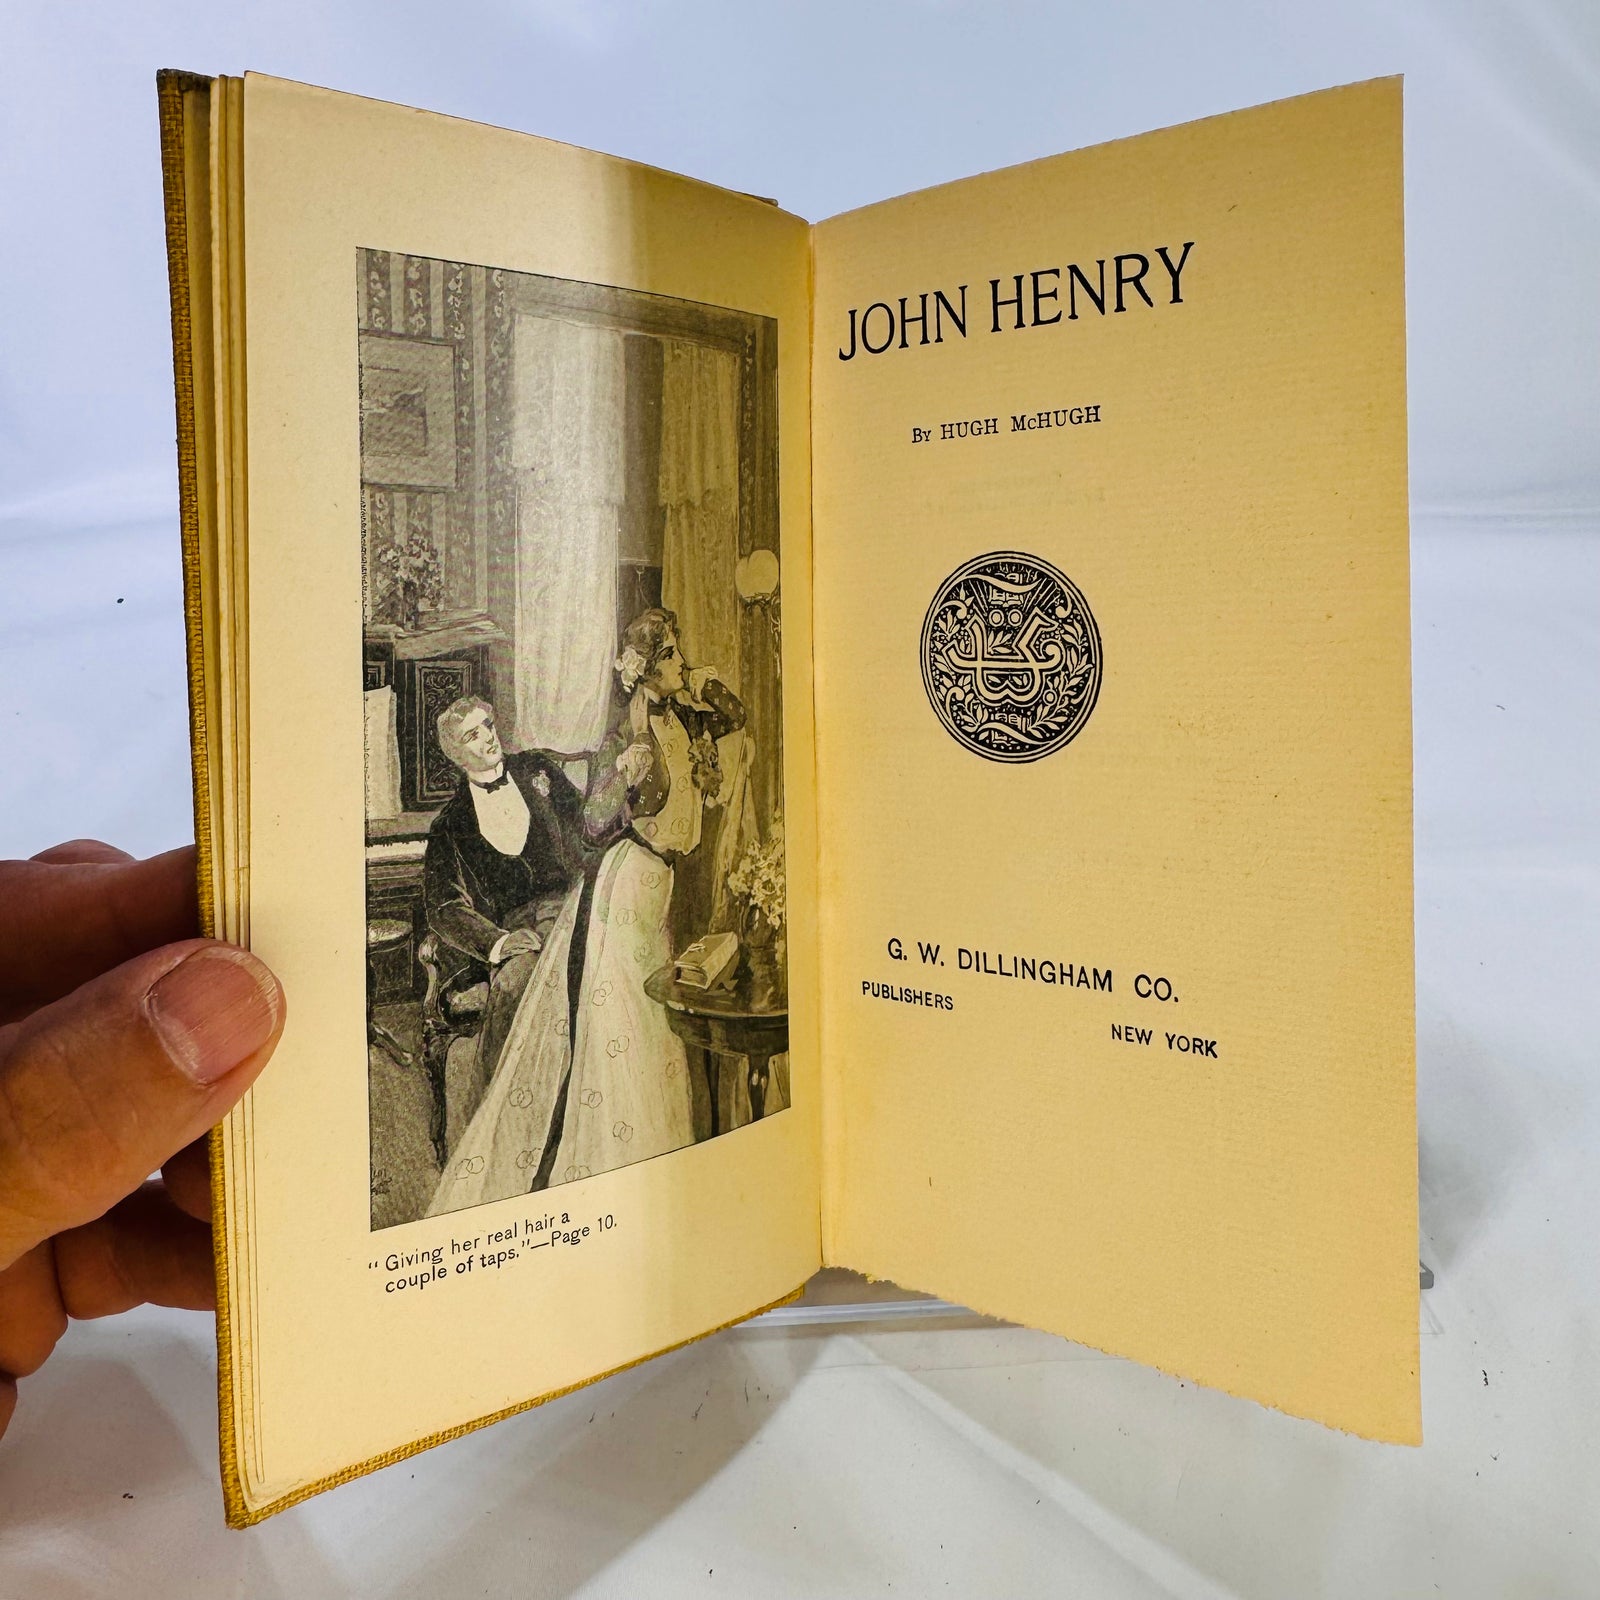 “Giving her real hair a
couple of taps.”—Page 10.
JOHN HENRY
By HUGH McHUGH
G. W. DILLINGHAM CO.
PUBLISHERS
NEW YORK